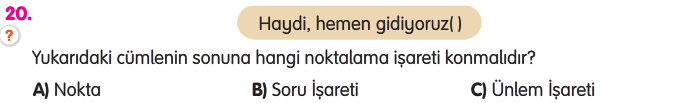 20.
?
Haydi, hemen gidiyoruz( )
Yukarıdaki cümlenin sonuna hangi noktalama işareti konmalıdır?
A) Nokta B) Soru İşareti C) Ünlem İşareti